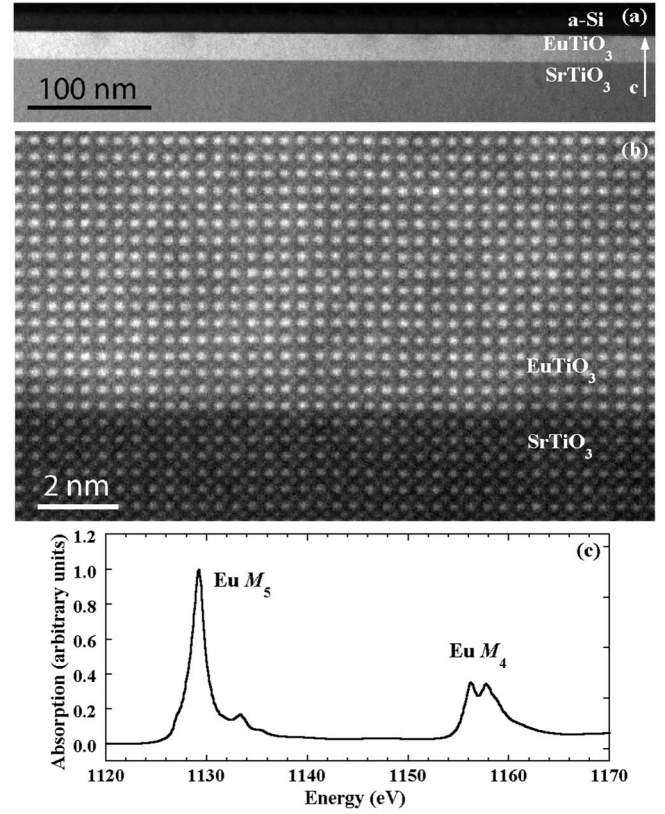 a-Si (a)
EuTiO₃
SrTiO₃
c
100 nm
(b)
EuTiO₃
SrTiO₃
2 nm
(c)
1.2
1.0
0.8
0.6
0.4
0.2
0.0
Absorption (arbitrary units)
Eu M₅
Eu M₄
1120 1130 1140 1150 1160 1170
Energy (eV)